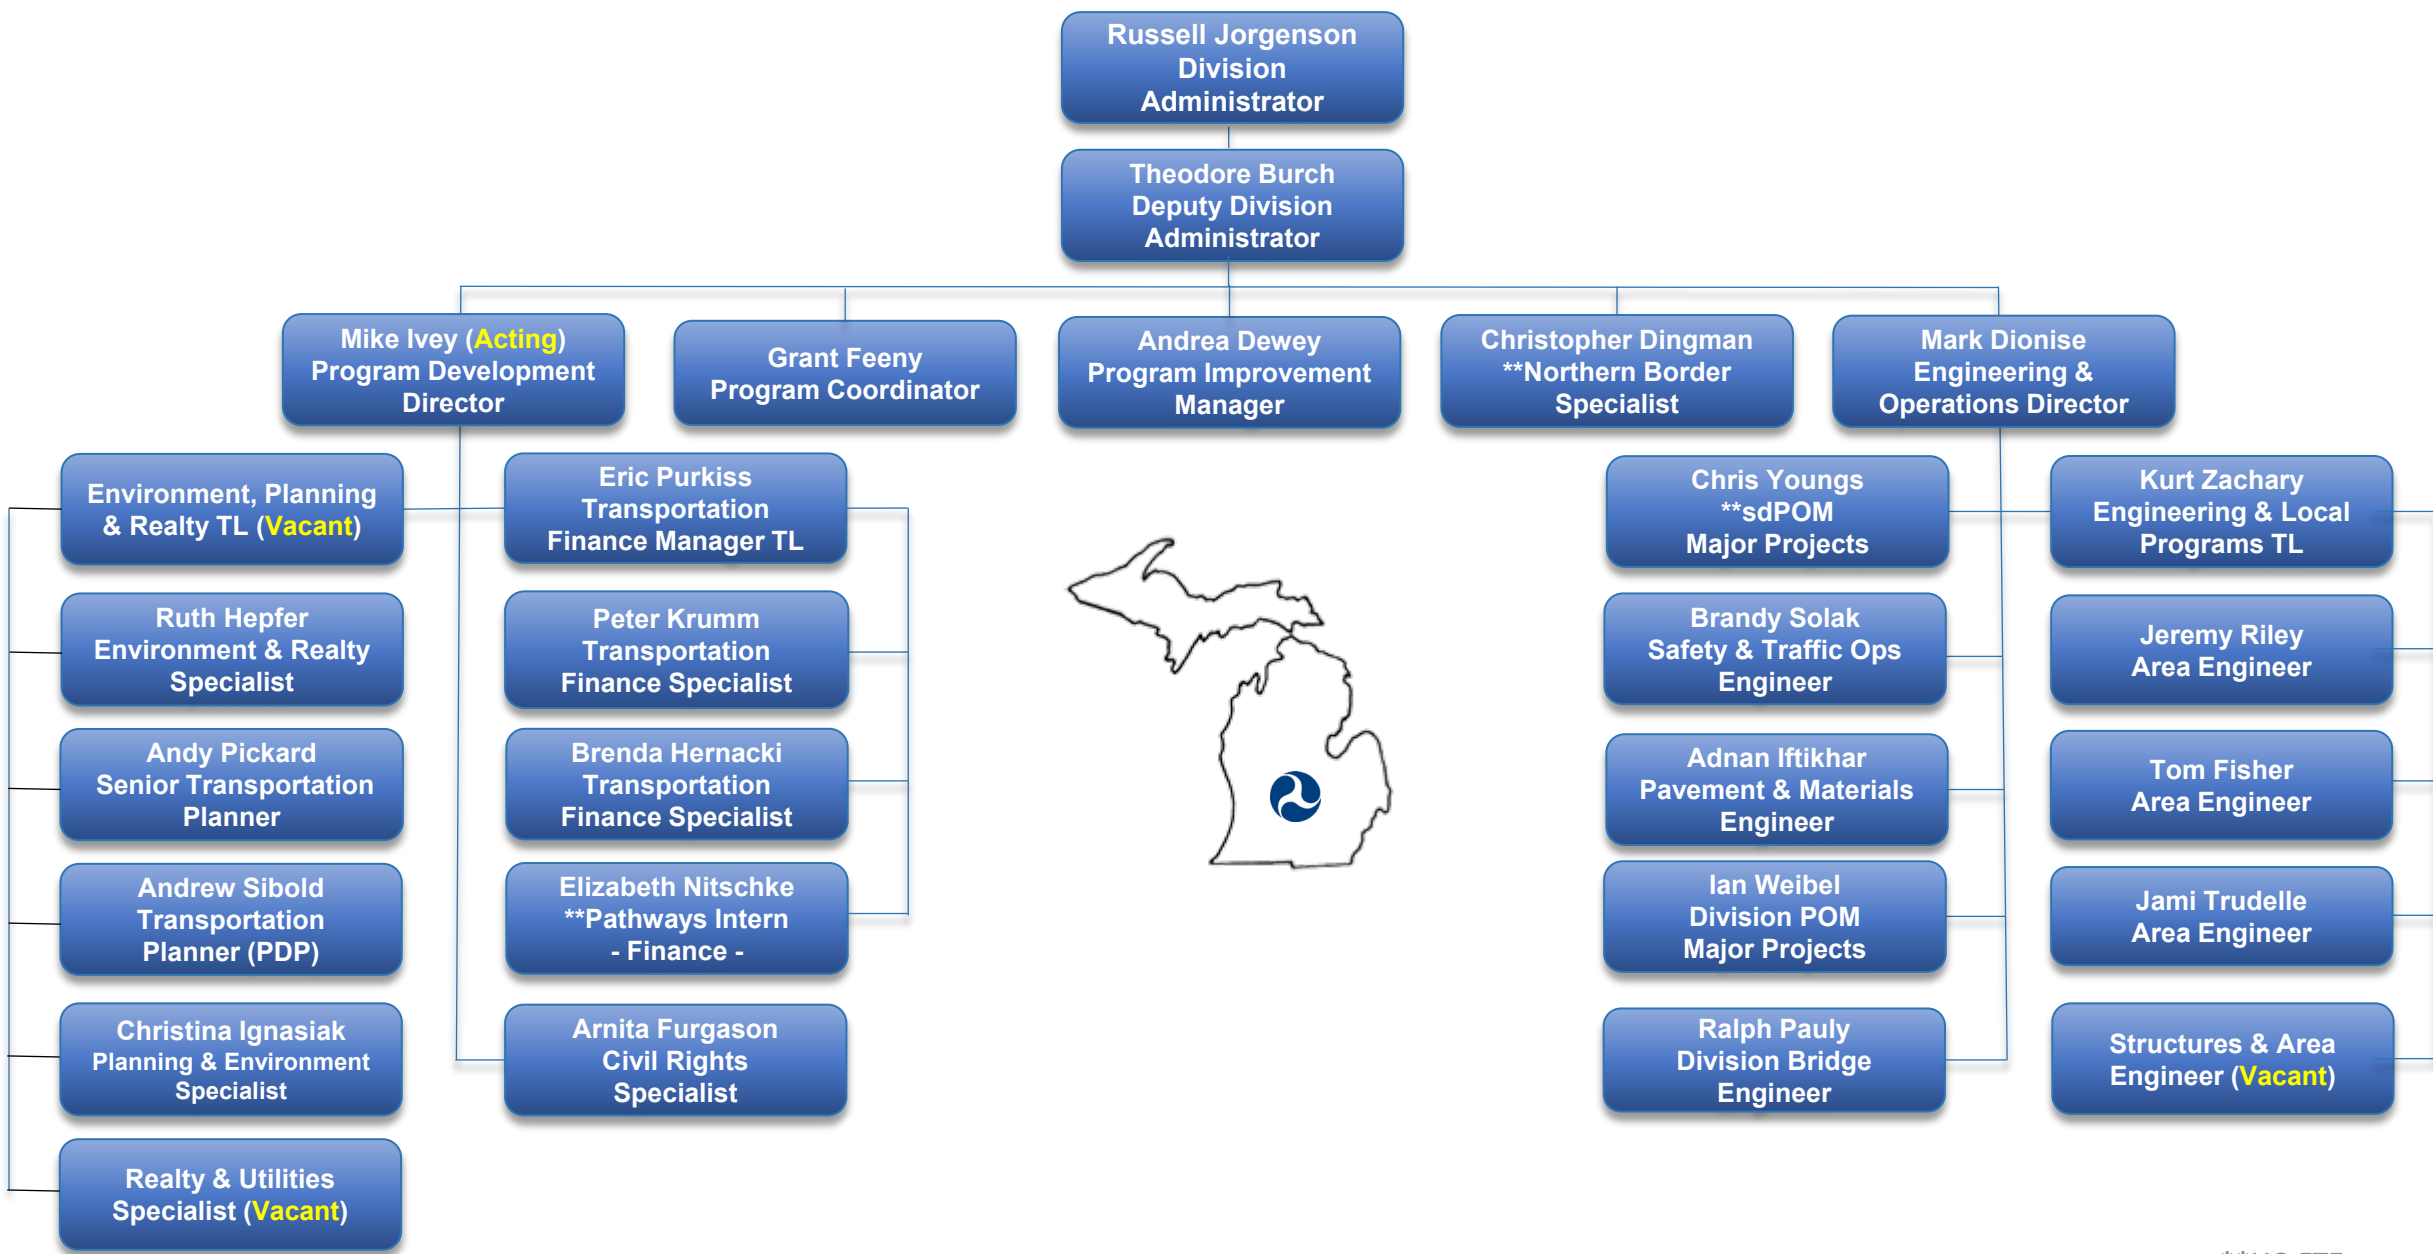 Russell Jorgenson
Division
Administrator
Theodore Burch
Deputy Division
Administrator
Mike Ivey (Acting)
Program Development
Director
Grant Feeny
Program Coordinator
Andrea Dewey
Program Improvement
Manager
Christopher Dingman
**Northern Border
Specialist
Mark Dionise
Engineering &
Operations Director
Environment, Planning
& Realty TL (Vacant)
Ruth Hepfer
Environment & Realty
Specialist
Andy Pickard
Senior Transportation
Planner
Andrew Sibold
Transportation
Planner (PDP)
Christina Ignasiak
Planning & Environment
Specialist
Realty & Utilities
Specialist (Vacant)
Eric Purkiss
Transportation
Finance Manager TL
Peter Krumm
Transportation
Finance Specialist
Brenda Hernacki
Transportation
Finance Specialist
Elizabeth Nitschke
**Pathways Intern
- Finance -
Arnita Furgason
Civil Rights
Specialist
Chris Youngs
**sdPOM
Major Projects
Brandy Solak
Safety & Traffic Ops
Engineer
Adnan Iftikhar
Pavement & Materials
Engineer
Ian Weibel
Division POM
Major Projects
Ralph Pauly
Division Bridge
Engineer
Kurt Zachary
Engineering & Local
Programs TL
Jeremy Riley
Area Engineer
Tom Fisher
Area Engineer
Jami Trudelle
Area Engineer
Structures & Area
Engineer (Vacant)